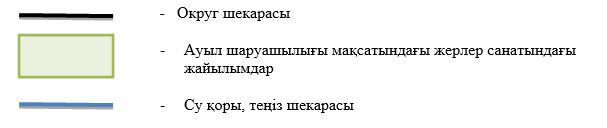 - Округ шекарасы
- Ауыл шаруашылығы мақсатындағы жерлер санатындағы
жайылымдар
- Су қоры, теңіз шекарасы